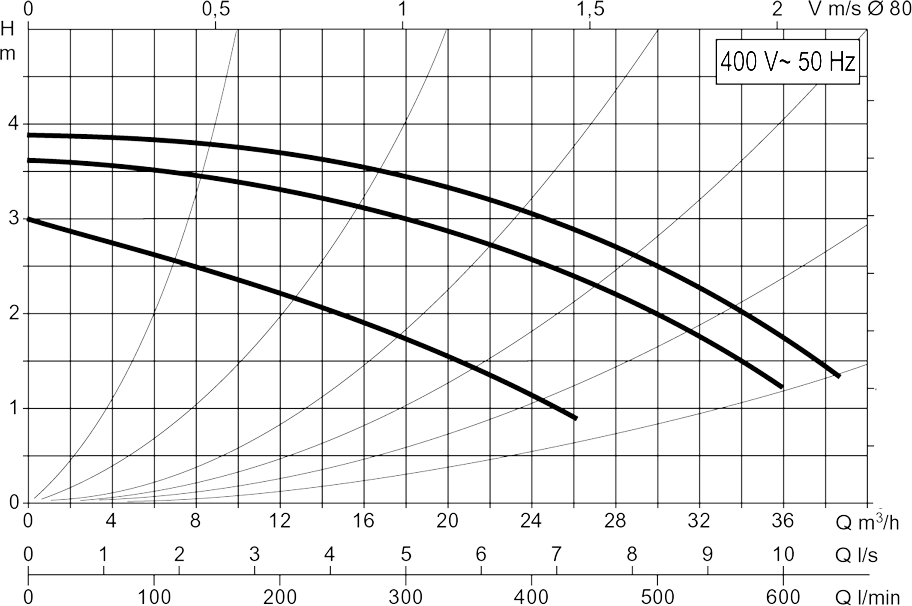 0 0,5 1 1,5 2 V m/s Ø 80
H
m
400 V~ 50 Hz
4
3
2
1
0
0 4 8 12 16 20 24 28 32 36 Q m³/h
0 1 2 3 4 5 6 7 8 9 10 Q l/s
0 100 200 300 400 500 600 Q l/min